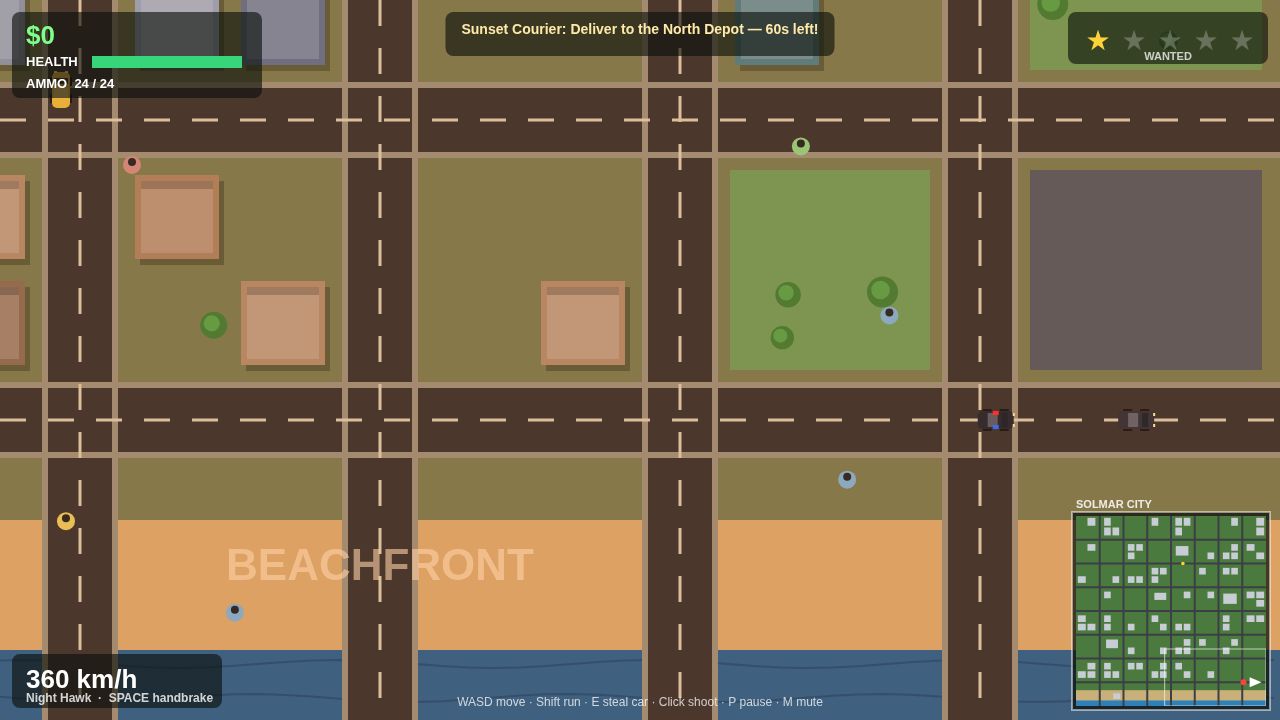 $0
HEALTH
AMMO 24 / 24
Sunset Courier: Deliver to the North Depot — 60s left!
WANTED
BEACHFRONT
SOLMAR CITY
360 km/h
Night Hawk · SPACE handbrake
WASD move · Shift run · E steal car · Click shoot · P pause · M mute